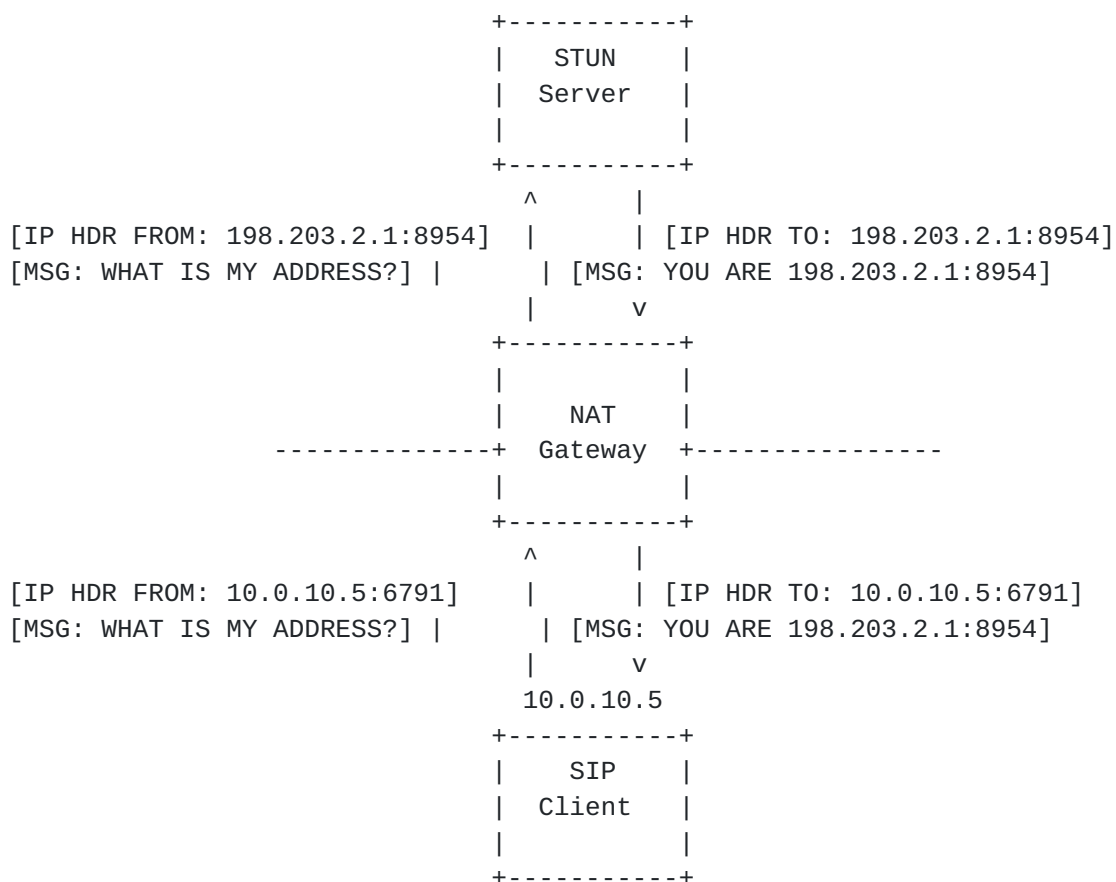 +-----------+
|   STUN    |
|  Server   |
|           |
+-----------+
^      |
[IP HDR FROM: 198.203.2.1:8954]  |      | [IP HDR TO: 198.203.2.1:8954]
[MSG: WHAT IS MY ADDRESS?] |      | [MSG: YOU ARE 198.203.2.1:8954]
|      v
+-----------+
|           |
|    NAT    |
--------------+  Gateway  +----------------
|           |
+-----------+
^      |
[IP HDR FROM: 10.0.10.5:6791]    |      | [IP HDR TO: 10.0.10.5:6791]
[MSG: WHAT IS MY ADDRESS?] |      | [MSG: YOU ARE 198.203.2.1:8954]
|      v
10.0.10.5
+-----------+
|    SIP    |
|  Client   |
|           |
+-----------+